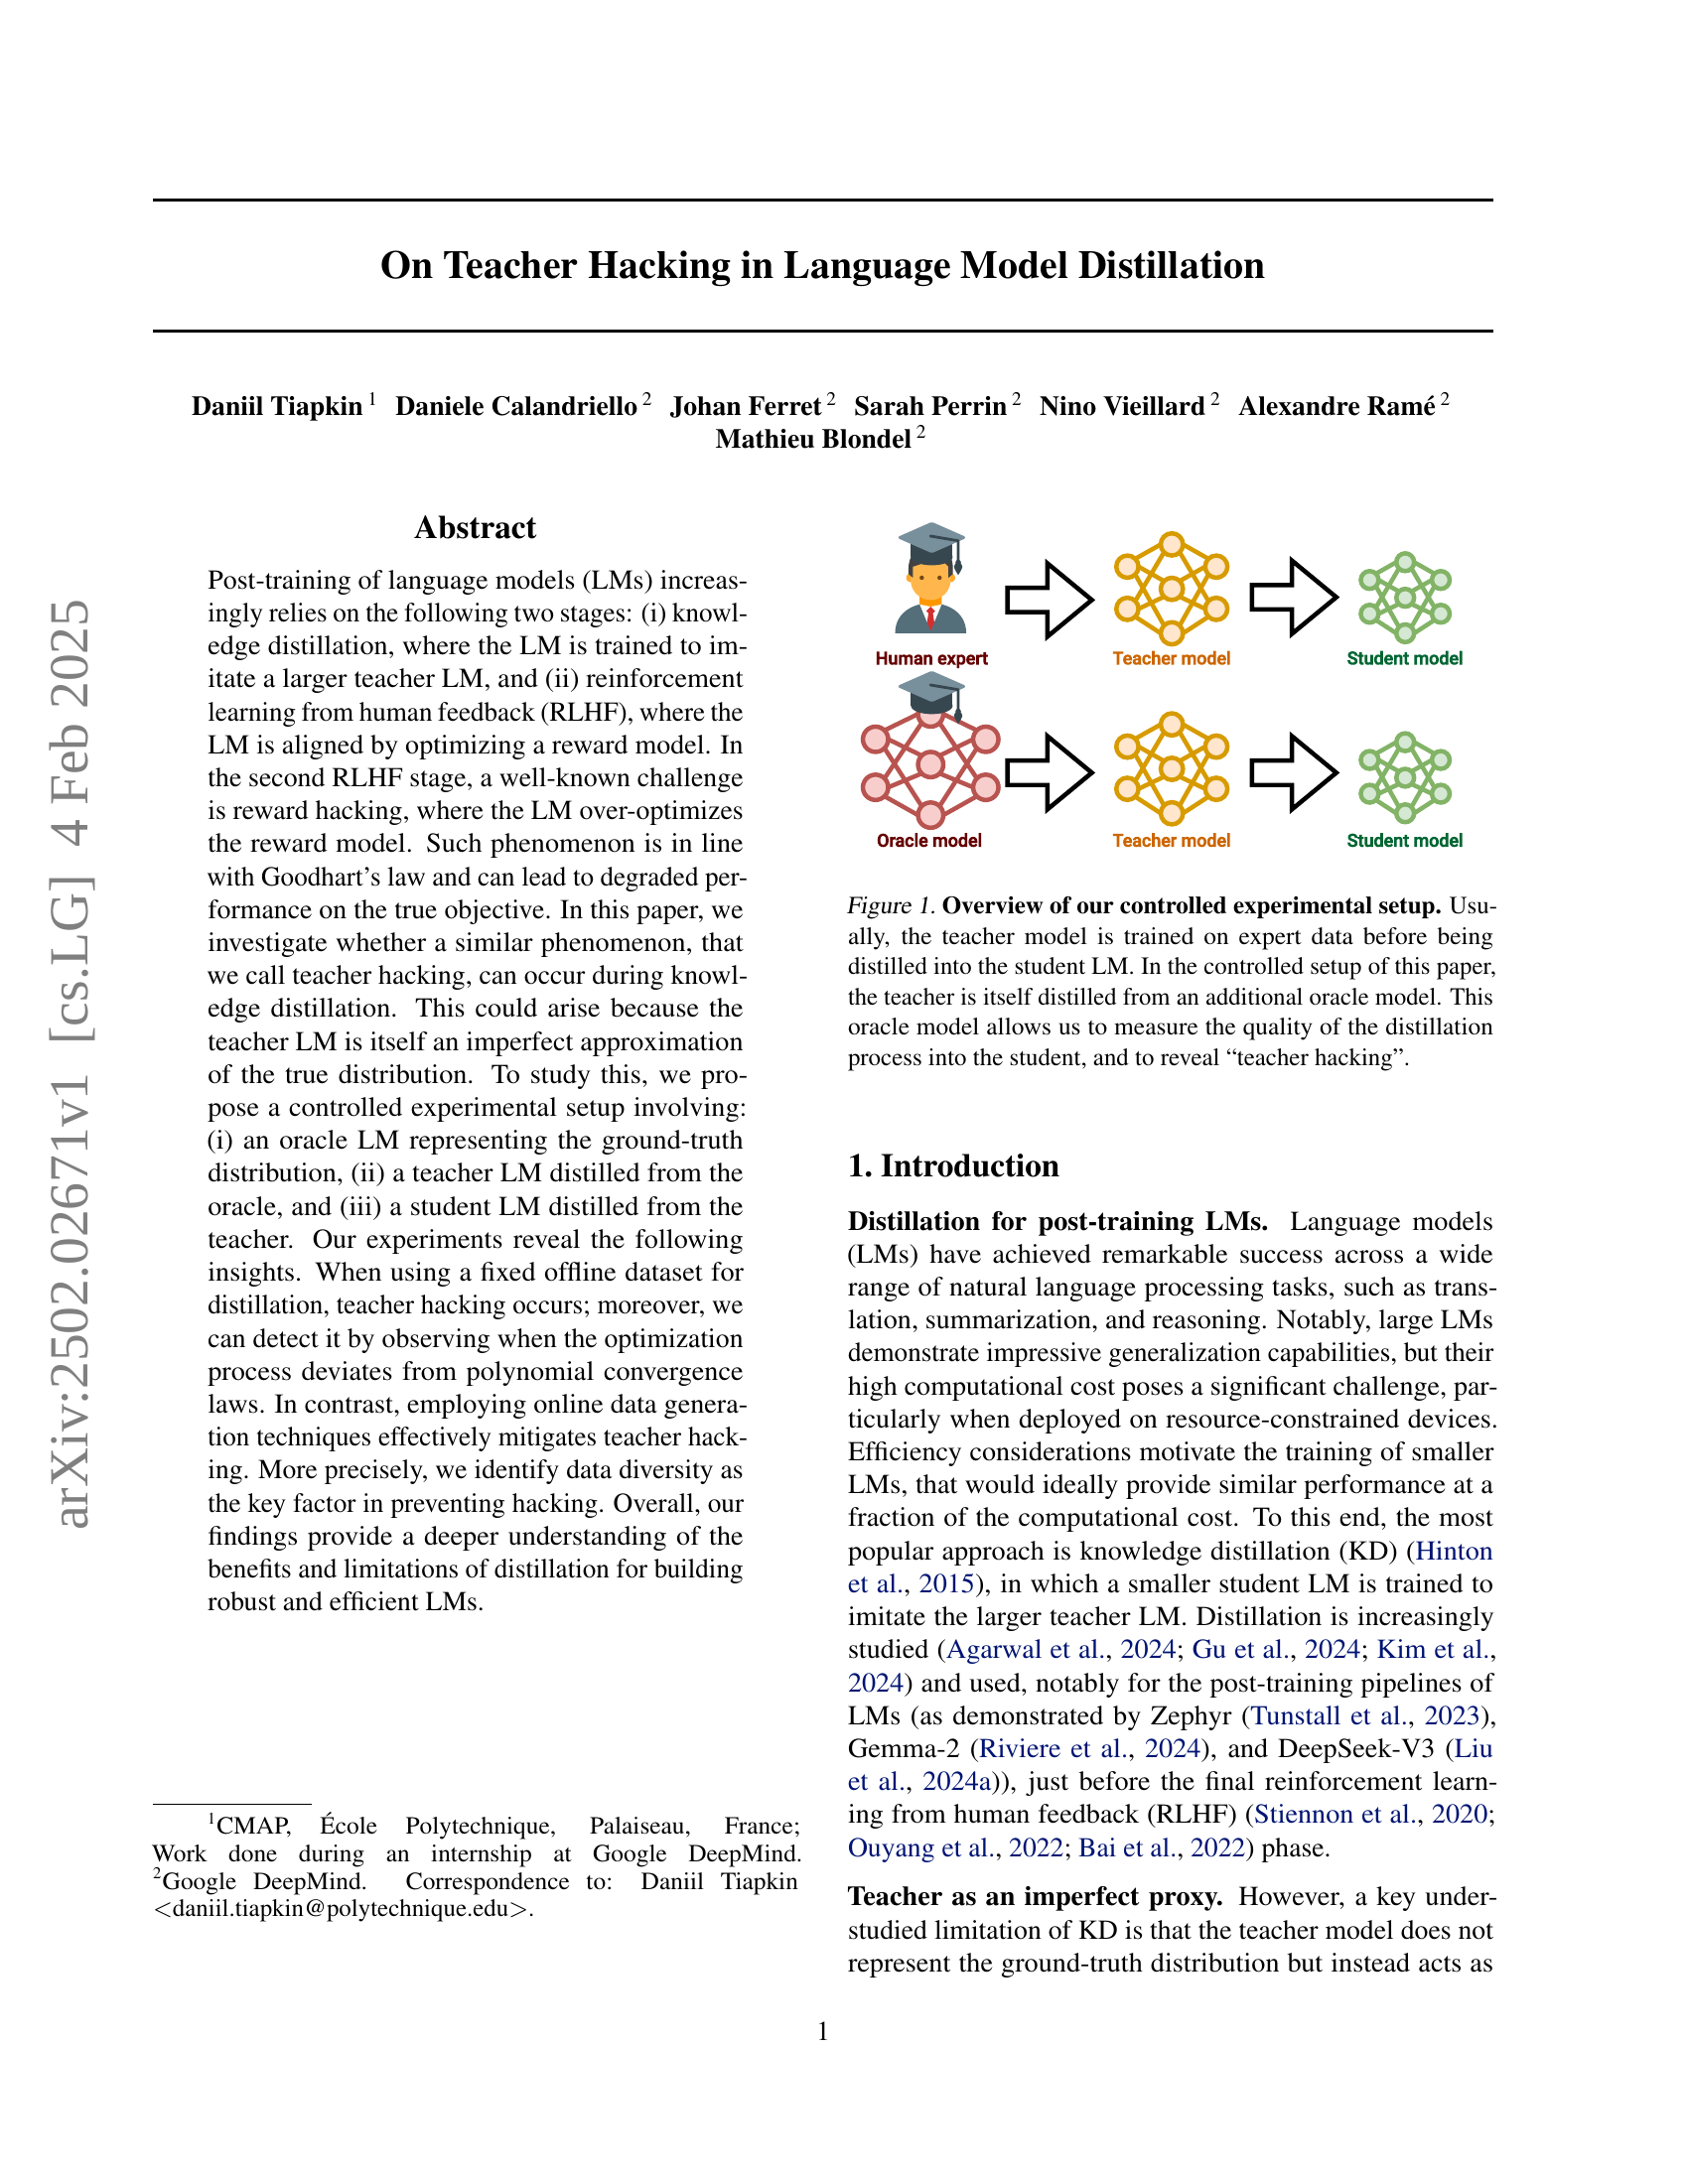 arXiv:2502.02671v1 [cs.LG] 4 Feb 2025
On Teacher Hacking in Language Model Distillation
Daniil Tiapkin 1 Daniele Calandriello 2 Johan Ferret 2 Sarah Perrin 2 Nino Vieillard 2 Alexandre Ramé 2
Mathieu Blondel 2
Abstract
Post-training of language models (LMs) increas-
ingly relies on the following two stages: (i) knowl-
edge distillation, where the LM is trained to im-
itate a larger teacher LM, and (ii) reinforcement
learning from human feedback (RLHF), where the
LM is aligned by optimizing a reward model. In
the second RLHF stage, a well-known challenge
is reward hacking, where the LM over-optimizes
the reward model. Such phenomenon is in line
with Goodhart's law and can lead to degraded per-
formance on the true objective. In this paper, we
investigate whether a similar phenomenon, that
we call teacher hacking, can occur during knowl-
edge distillation. This could arise because the
teacher LM is itself an imperfect approximation
of the true distribution. To study this, we pro-
pose a controlled experimental setup involving:
(i) an oracle LM representing the ground-truth
distribution, (ii) a teacher LM distilled from the
oracle, and (iii) a student LM distilled from the
teacher. Our experiments reveal the following
insights. When using a fixed offline dataset for
distillation, teacher hacking occurs; moreover, we
can detect it by observing when the optimization
process deviates from polynomial convergence
laws. In contrast, employing online data genera-
tion techniques effectively mitigates teacher hack-
ing. More precisely, we identify data diversity as
the key factor in preventing hacking. Overall, our
findings provide a deeper understanding of the
benefits and limitations of distillation for building
robust and efficient LMs.
1CMAP, École Polytechnique, Palaiseau, France;
Work done during an internship at Google DeepMind.
2Google DeepMind. Correspondence to: Daniil Tiapkin
<daniil.tiapkin@polytechnique.edu>.
Human expert Teacher model Student model
Oracle model Teacher model Student model
Figure 1. Overview of our controlled experimental setup. Usu-
ally, the teacher model is trained on expert data before being
distilled into the student LM. In the controlled setup of this paper,
the teacher is itself distilled from an additional oracle model. This
oracle model allows us to measure the quality of the distillation
process into the student, and to reveal “teacher hacking”.
1. Introduction
Distillation for post-training LMs. Language models
(LMs) have achieved remarkable success across a wide
range of natural language processing tasks, such as trans-
lation, summarization, and reasoning. Notably, large LMs
demonstrate impressive generalization capabilities, but their
high computational cost poses a significant challenge, par-
ticularly when deployed on resource-constrained devices.
Efficiency considerations motivate the training of smaller
LMs, that would ideally provide similar performance at a
fraction of the computational cost. To this end, the most
popular approach is knowledge distillation (KD) (Hinton
et al., 2015), in which a smaller student LM is trained to
imitate the larger teacher LM. Distillation is increasingly
studied (Agarwal et al., 2024; Gu et al., 2024; Kim et al.,
2024) and used, notably for the post-training pipelines of
LMs (as demonstrated by Zephyr (Tunstall et al., 2023),
Gemma-2 (Riviere et al., 2024), and DeepSeek-V3 (Liu
et al., 2024a)), just before the final reinforcement learn-
ing from human feedback (RLHF) (Stiennon et al., 2020;
Ouyang et al., 2022; Bai et al., 2022) phase.
Teacher as an imperfect proxy. However, a key under-
studied limitation of KD is that the teacher model does not
represent the ground-truth distribution but instead acts as
1